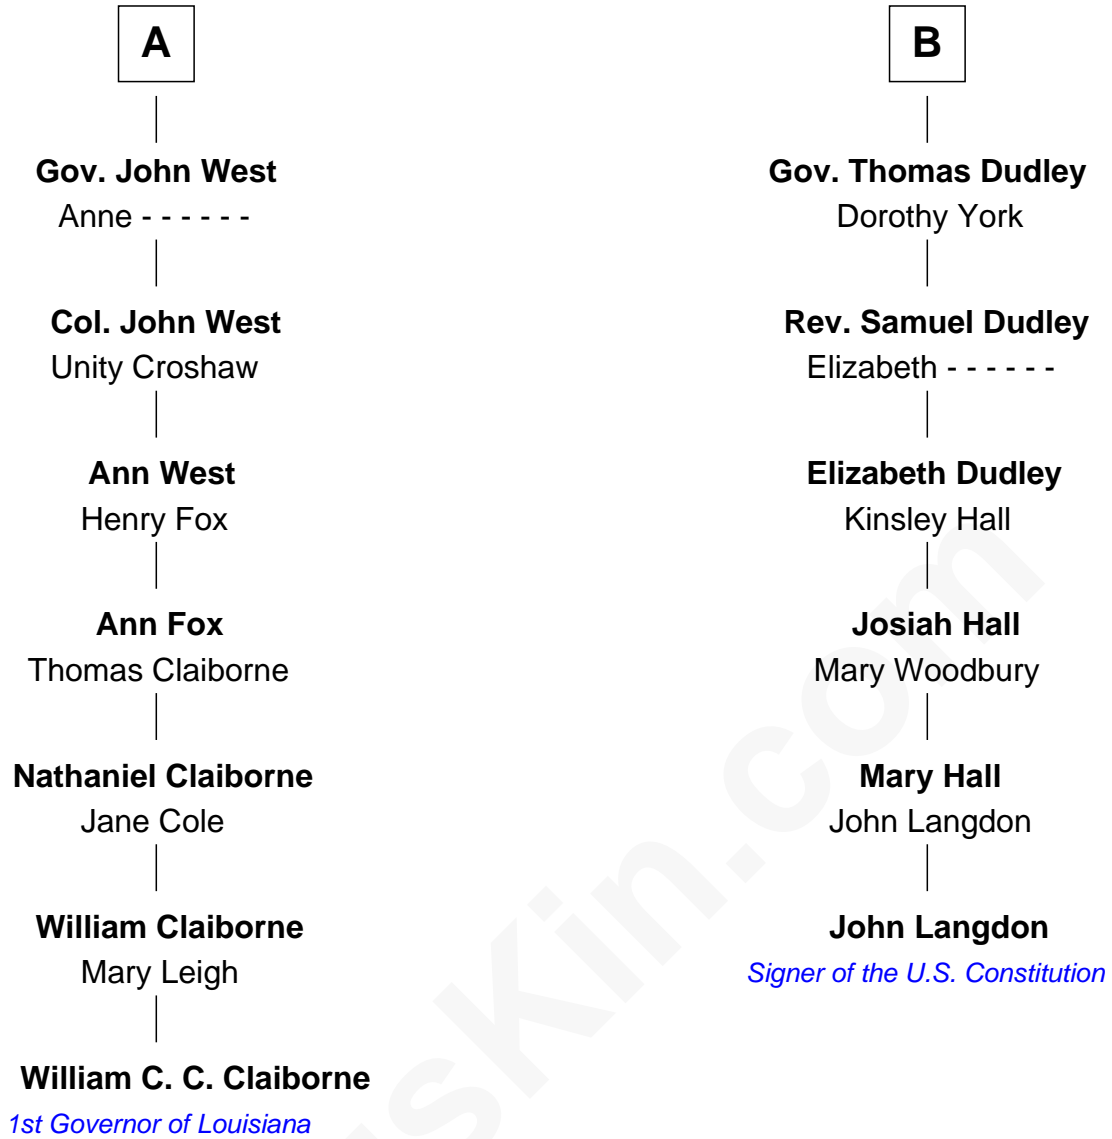 A
Gov. John West
Anne - - - - - -
Col. John West
Unity Croshaw
Ann West
Henry Fox
Ann Fox
Thomas Claiborne
Nathaniel Claiborne
Jane Cole
William Claiborne
Mary Leigh
William C. C. Claiborne
1st Governor of Louisiana
B
Gov. Thomas Dudley
Dorothy York
Rev. Samuel Dudley
Elizabeth - - - - - -
Elizabeth Dudley
Kinsley Hall
Josiah Hall
Mary Woodbury
Mary Hall
John Langdon
John Langdon
Signer of the U.S. Constitution